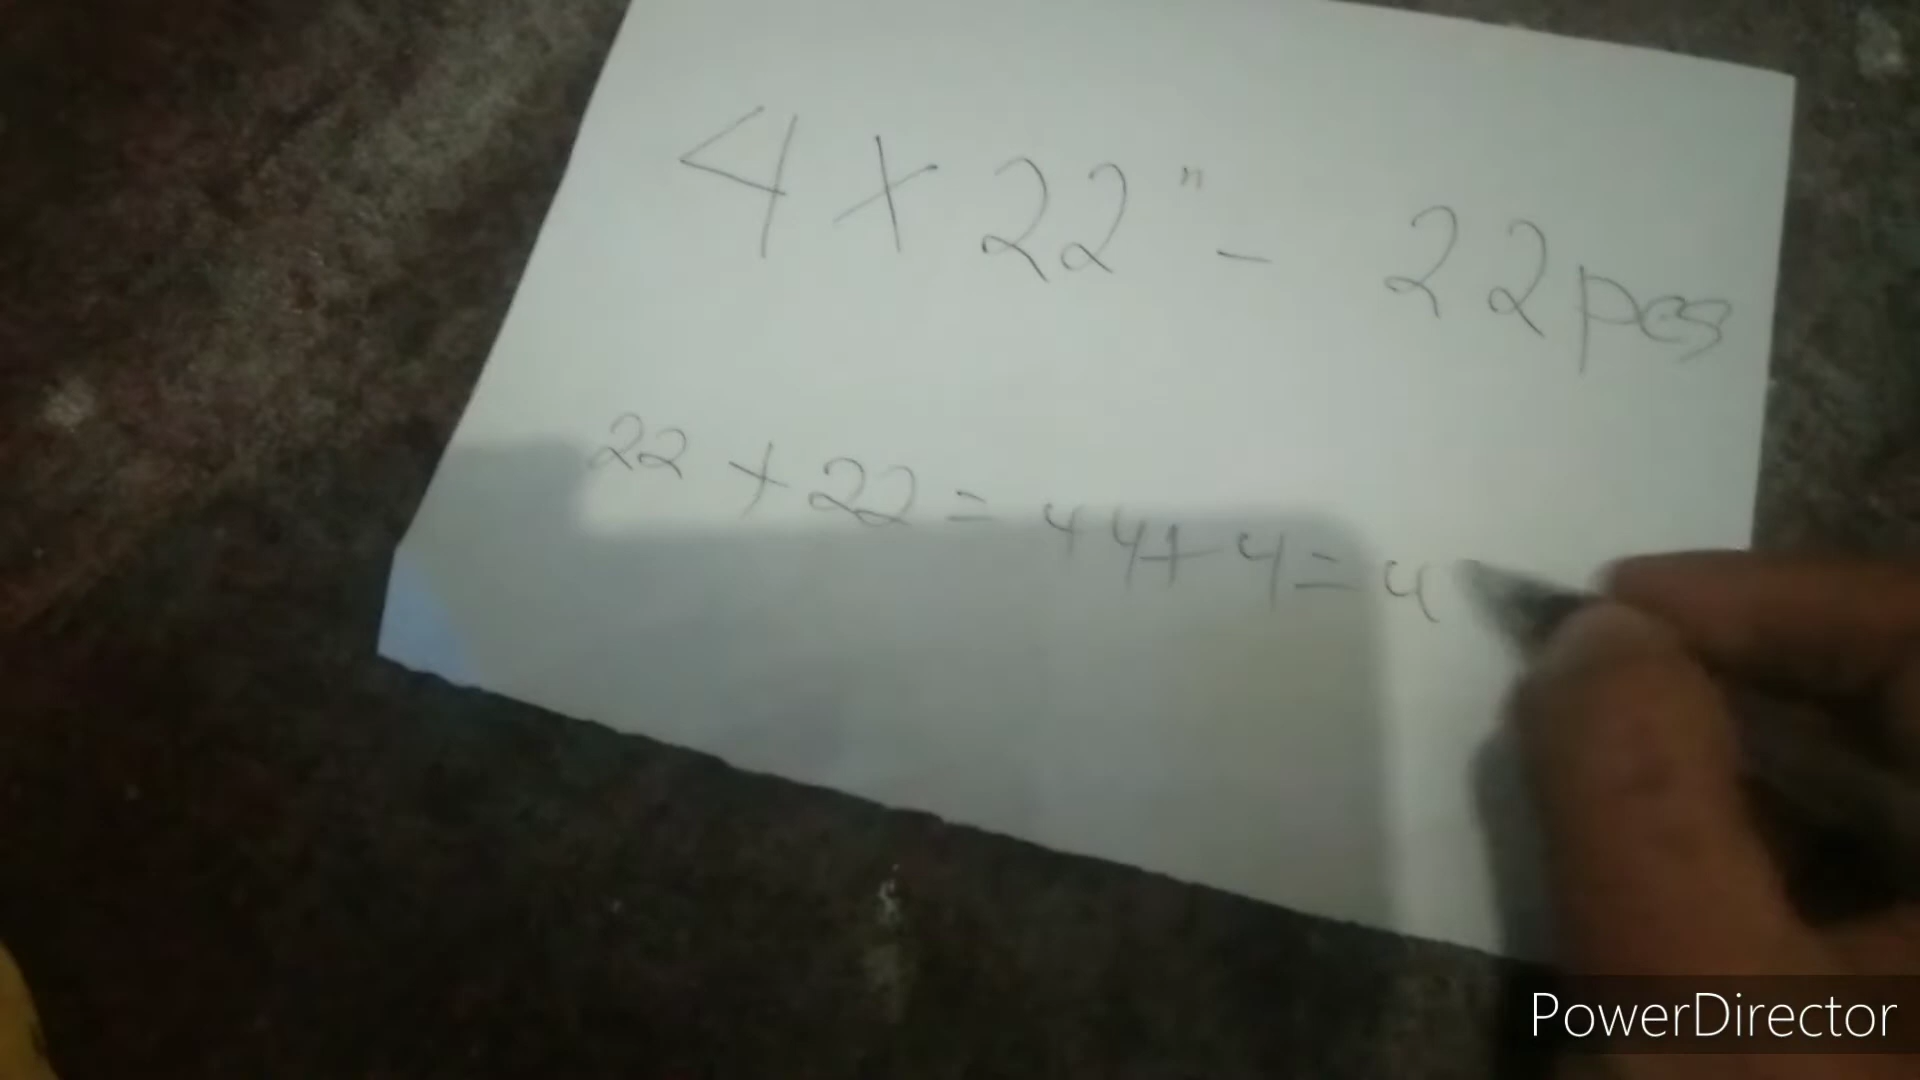 4 x 22" - 22pcs
22 + 22 = 44 + 4 = 4
PowerDirector